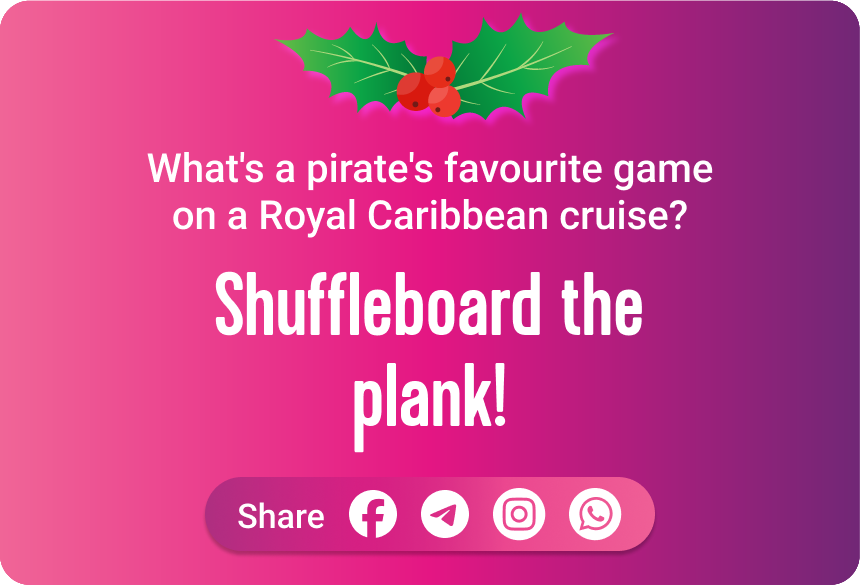 What's a pirate's favourite game
on a Royal Caribbean cruise?
Shuffleboard the
plank!
Share